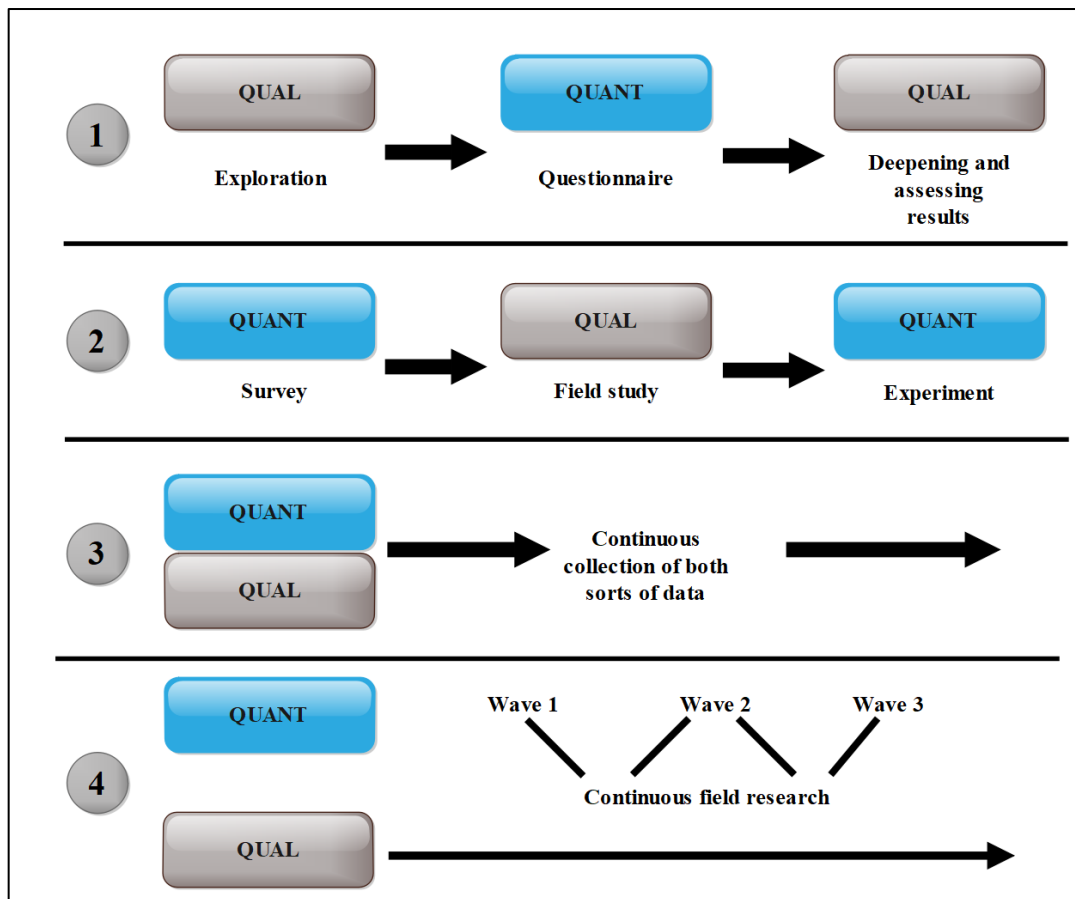 1
QUAL
QUANT
QUAL
Exploration
Questionnaire
Deepening and
assessing
results
2
QUANT
QUAL
QUANT
Survey
Field study
Experiment
3
QUANT
QUAL
Continuous
collection of both
sorts of data
4
QUANT
Wave 1
Wave 2
Wave 3
Continuous field research
QUAL